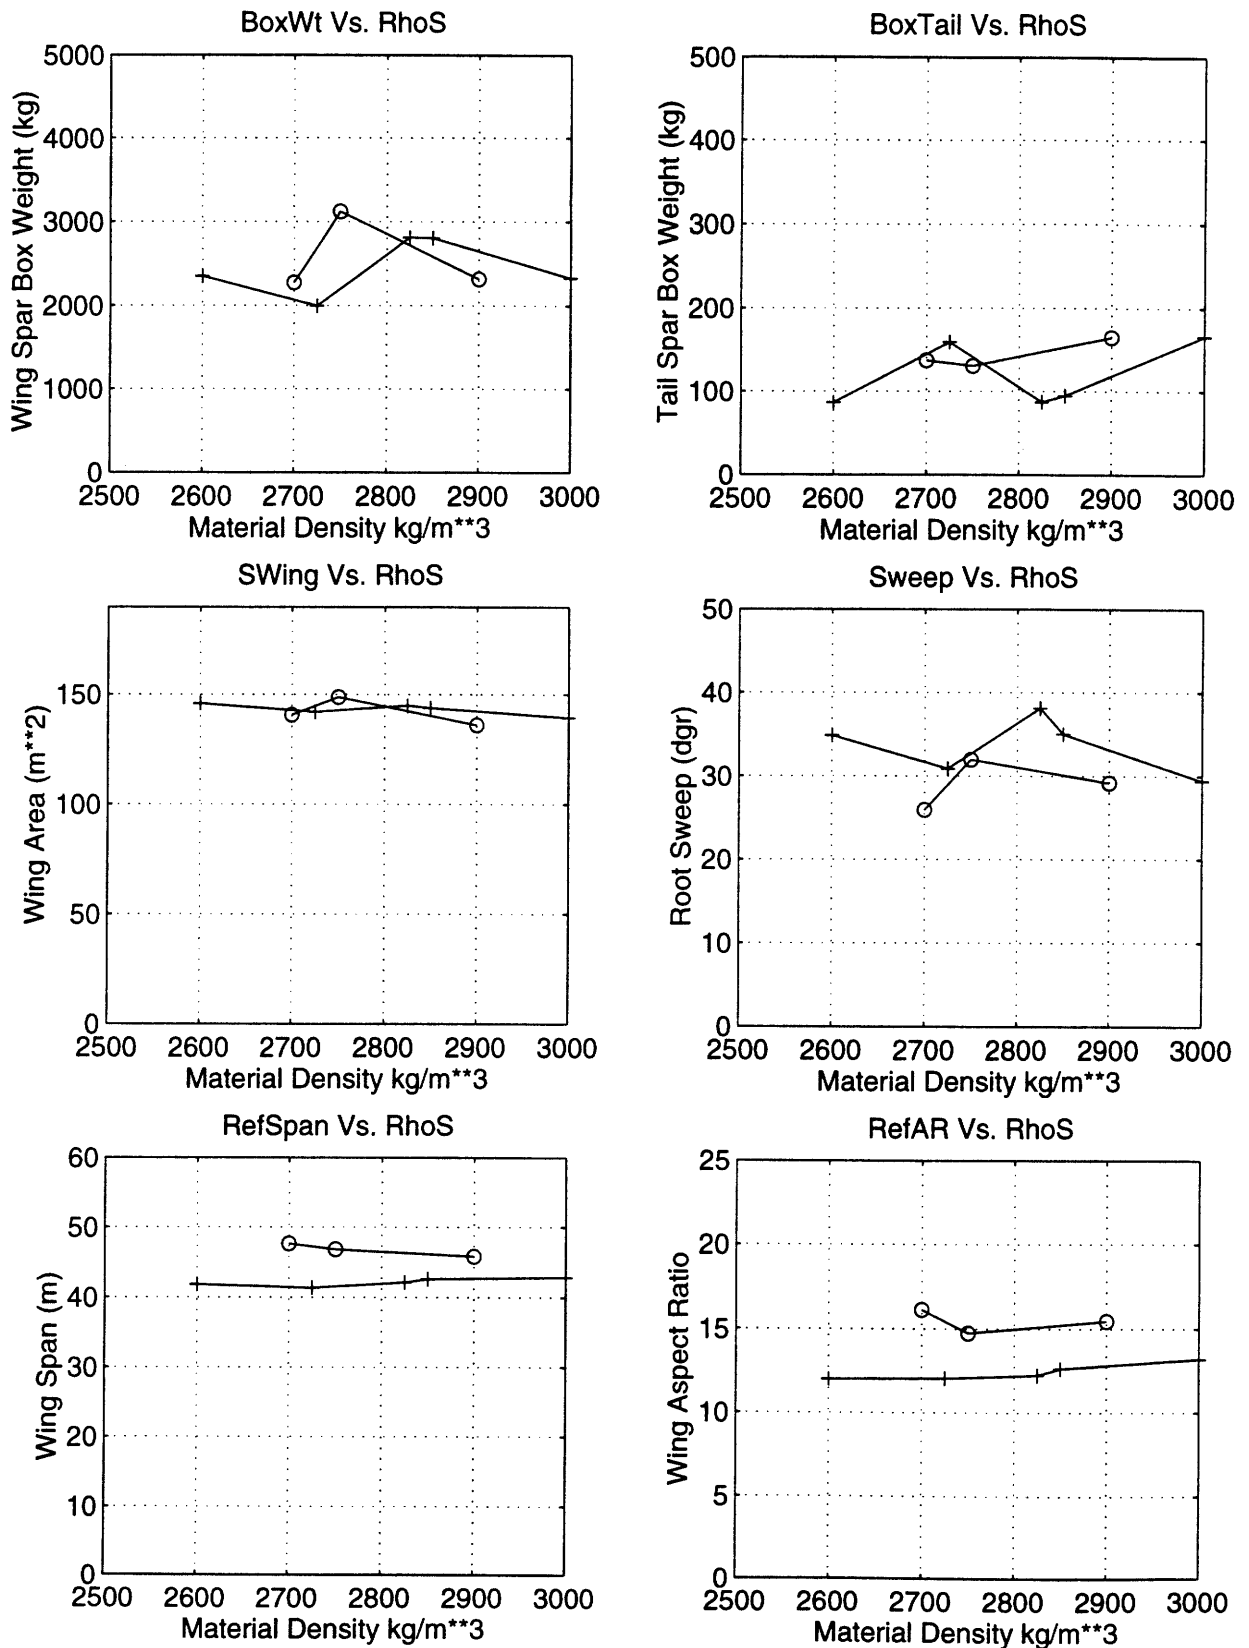 BoxWt Vs. RhoS
Wing Spar Box Weight (kg)
5000
4000
3000
2000
1000
0
2500 2600 2700 2800 2900 3000
Material Density kg/m**3
BoxTail Vs. RhoS
Tail Spar Box Weight (kg)
500
400
300
200
100
0
2500 2600 2700 2800 2900 3000
Material Density kg/m**3
SWing Vs. RhoS
Wing Area (m**2)
150
100
50
0
2500 2600 2700 2800 2900 3000
Material Density kg/m**3
Sweep Vs. RhoS
Root Sweep (dgr)
50
40
30
20
10
0
2500 2600 2700 2800 2900 3000
Material Density kg/m**3
RefSpan Vs. RhoS
Wing Span (m)
60
50
40
30
20
10
0
2500 2600 2700 2800 2900 3000
Material Density kg/m**3
RefAR Vs. RhoS
Wing Aspect Ratio
25
20
15
10
5
0
2500 2600 2700 2800 2900 3000
Material Density kg/m**3